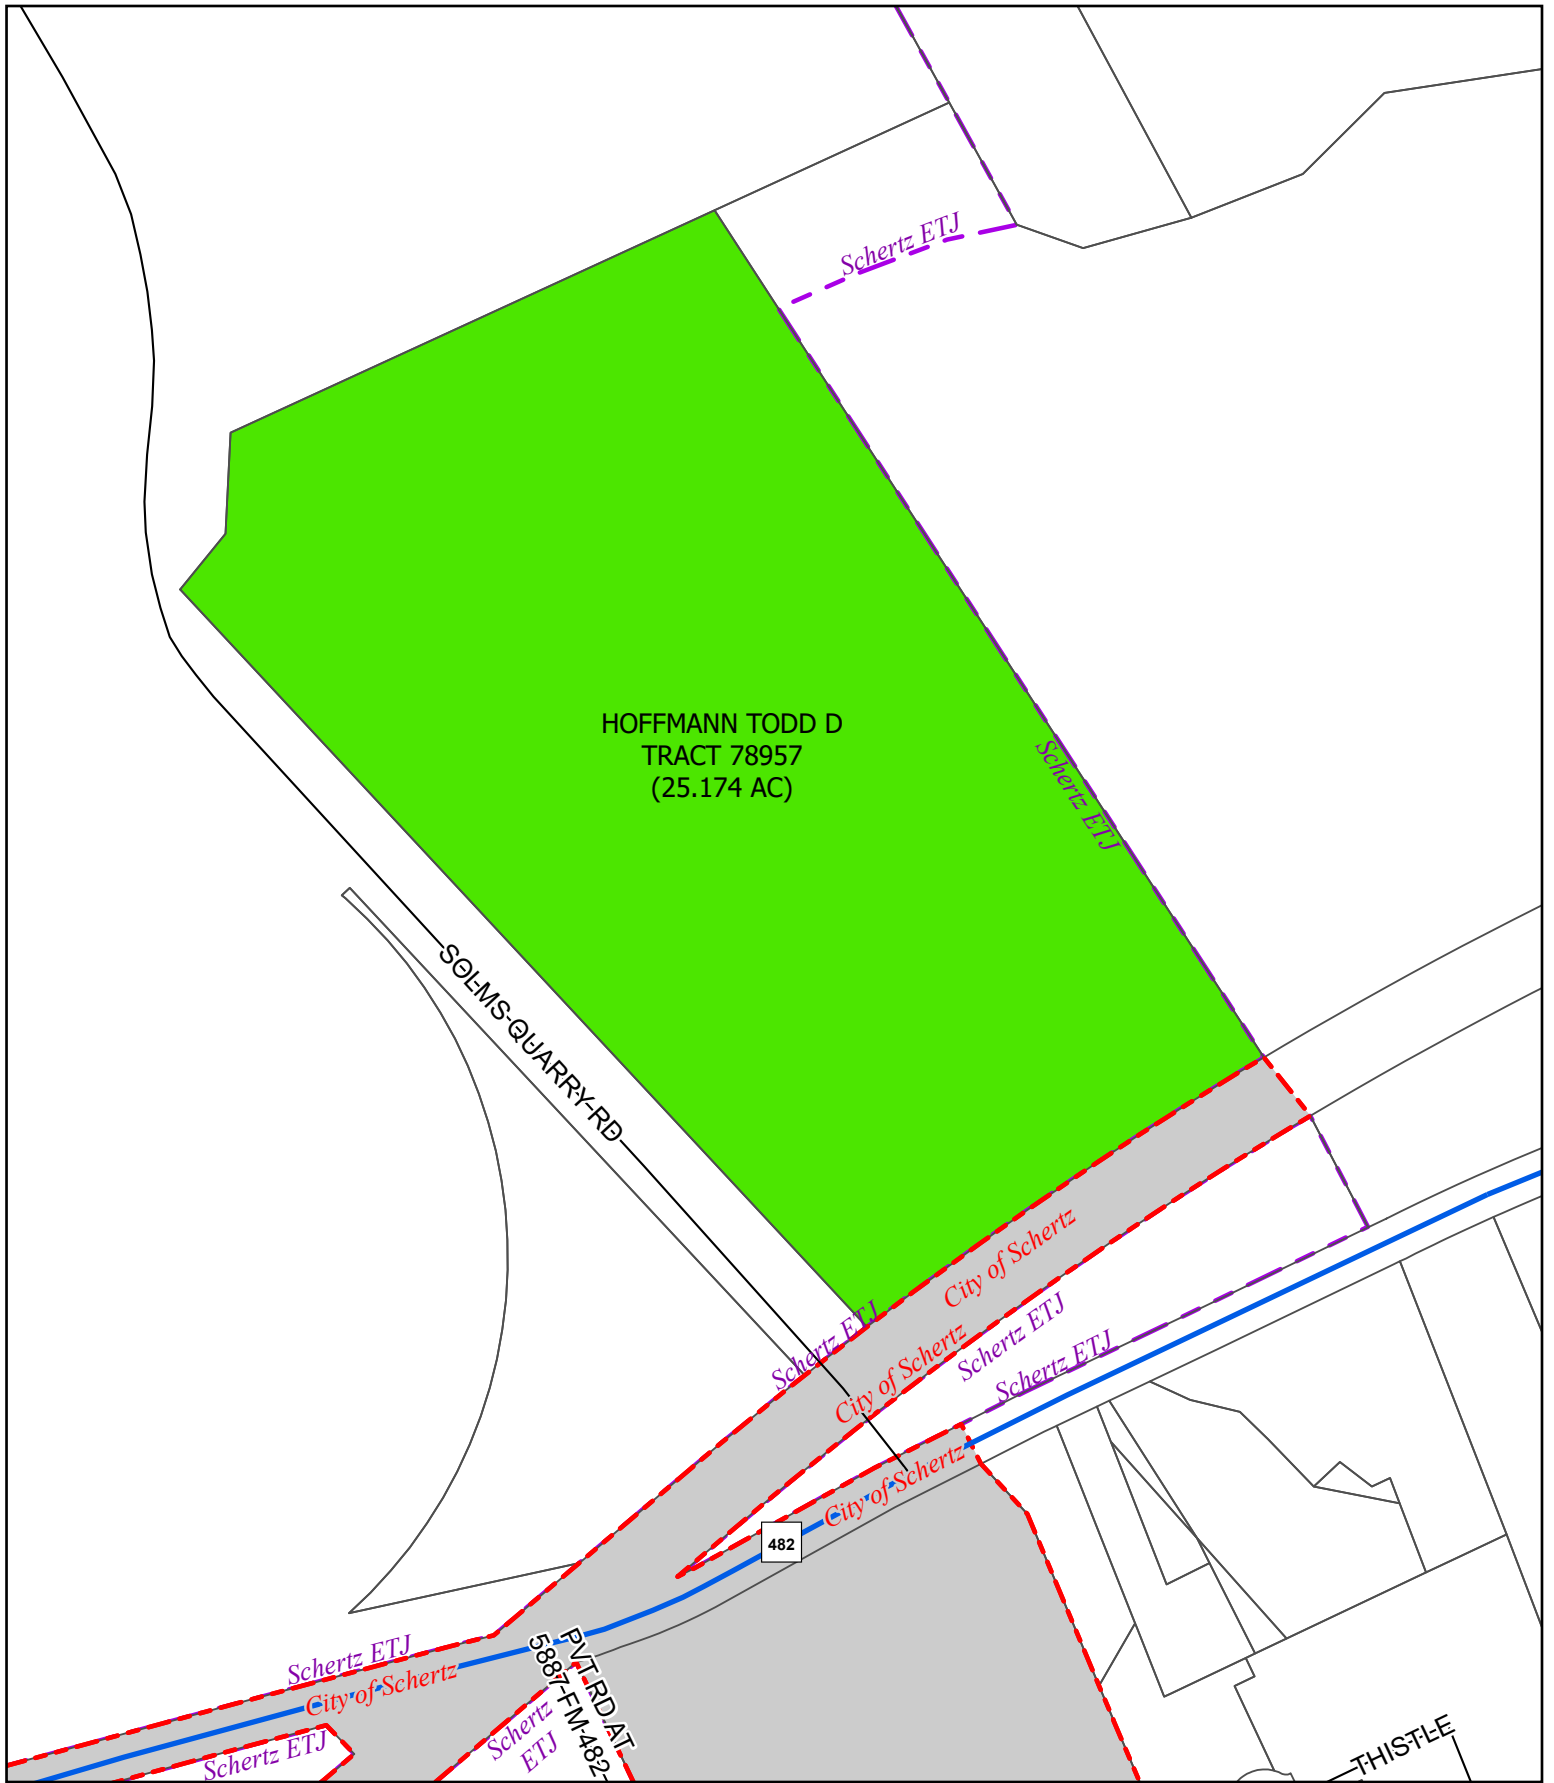 Schertz ETJ
HOFFMANN TODD D
TRACT 78957
(25.174 AC)
Schertz ETJ
SOLMS-QUARRY-RD
City of Schertz
Schertz ETJ
Schertz ETJ
City of Schertz
Schertz ETJ
City of Schertz
482
Schertz ETJ
City of Schertz
PVT RD AT
5887-FM-482-
Schertz
ETJ
Schertz ETJ
THISTLE